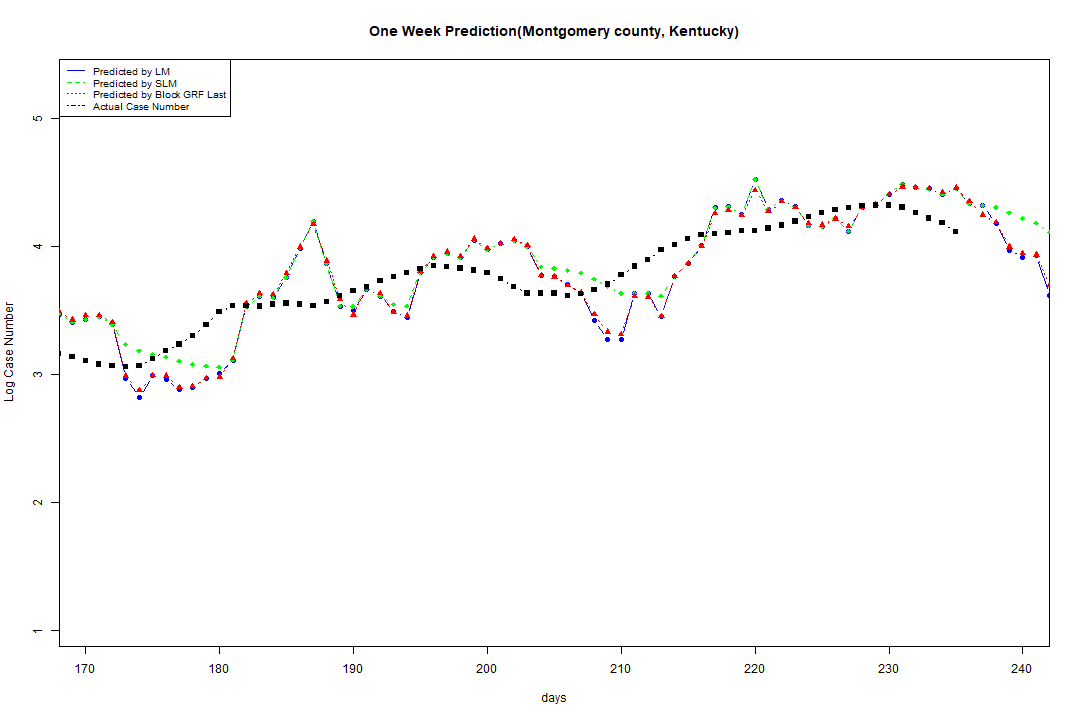 One Week Prediction(Montgomery county, Kentucky)
Predicted by LM
Predicted by SLM
Predicted by Block GRF Last
Actual Case Number
5
4
3
2
1
Log Case Number
170 180 190 200 210 220 230 240
days